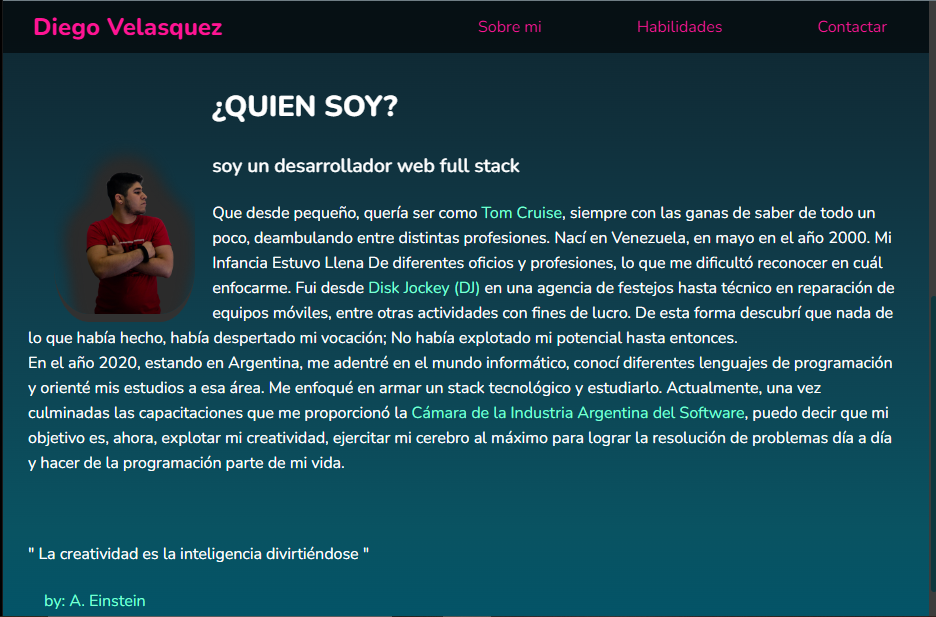 Diego Velasquez
Sobre mi
Habilidades
Contactar
¿QUIEN SOY?
soy un desarrollador web full stack
Que desde pequeño, quería ser como Tom Cruise, siempre con las ganas de saber de todo un
poco, deambulando entre distintas profesiones. Nací en Venezuela, en mayo en el año 2000. Mi
Infancia Estuvo Llena De diferentes oficios y profesiones, lo que me dificultó reconocer en cuál
enfocarme. Fui desde Disk Jockey (DJ) en una agencia de festejos hasta técnico en reparación de
equipos móviles, entre otras actividades con fines de lucro. De esta forma descubrí que nada de
lo que había hecho, había despertado mi vocación; No había explotado mi potencial hasta entonces.
En el año 2020, estando en Argentina, me adentré en el mundo informático, conocí diferentes lenguajes de programación
y orienté mis estudios a esa área. Me enfoqué en armar un stack tecnológico y estudiarlo. Actualmente, una vez
culminadas las capacitaciones que me proporcionó la Cámara de la Industria Argentina del Software, puedo decir que mi
objetivo es, ahora, explotar mi creatividad, ejercitar mi cerebro al máximo para lograr la resolución de problemas día a día
y hacer de la programación parte de mi vida.
" La creatividad es la inteligencia divirtiéndose "
by: A. Einstein